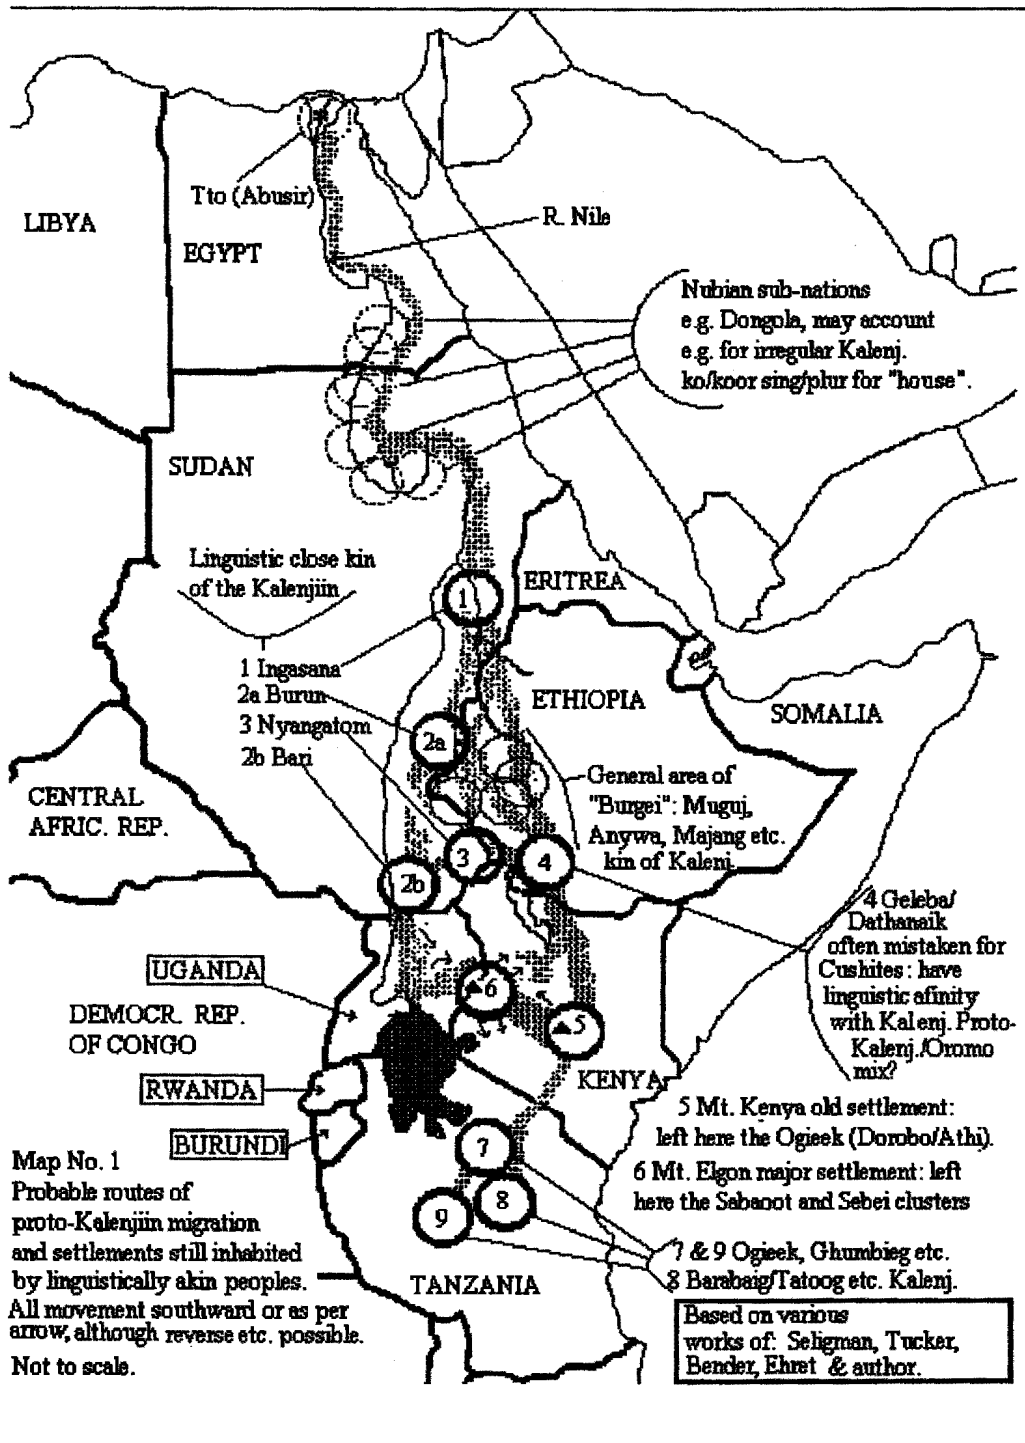 Tto (Abusir)
R. Nile
LIBYA
EGYPT
Nubian sub-nations
e.g. Dongola, may account
e.g. for irregular Kalenj.
ko/koor sing/plur for "house".
SUDAN
Linguistic close kin
of the Kalenjiin
ERITREA
1
1 Ingasana
2a Burun
3 Nyangatom
2b Bari
ETHIOPIA
SOMALIA
2a
General area of
"Burgei": Muguj,
Anywa, Majang etc.
kin of Kalenj.
CENTRAL
AFRIC. REP.
3
4
2b
4 Geleba/
Dathanaik
often mistaken for
Cushites: have
linguistic afinity
with Kalenj. Proto-
Kalenj./Oromo
mix?
UGANDA
6
DEMOCR. REP.
OF CONGO
5
KENYA
RWANDA
BURUNDI
5 Mt. Kenya old settlement:
left here the Ogieek (Dorobo/Athi).
6 Mt. Elgon major settlement: left
here the Sabaoot and Sebei clusters
7
8
9
7 & 9 Ogieek, Ghumbieg etc.
8 Barabaig/Tatoog etc. Kalenj.
TANZANIA
Map No. 1
Probable routes of
proto-Kalenjiin migration
and settlements still inhabited
by linguistically akin peoples.
All movement southward or as per
arrow, although reverse etc. possible.
Not to scale.
Based on various
works of: Seligman, Tucker,
Bender, Ehret & author.